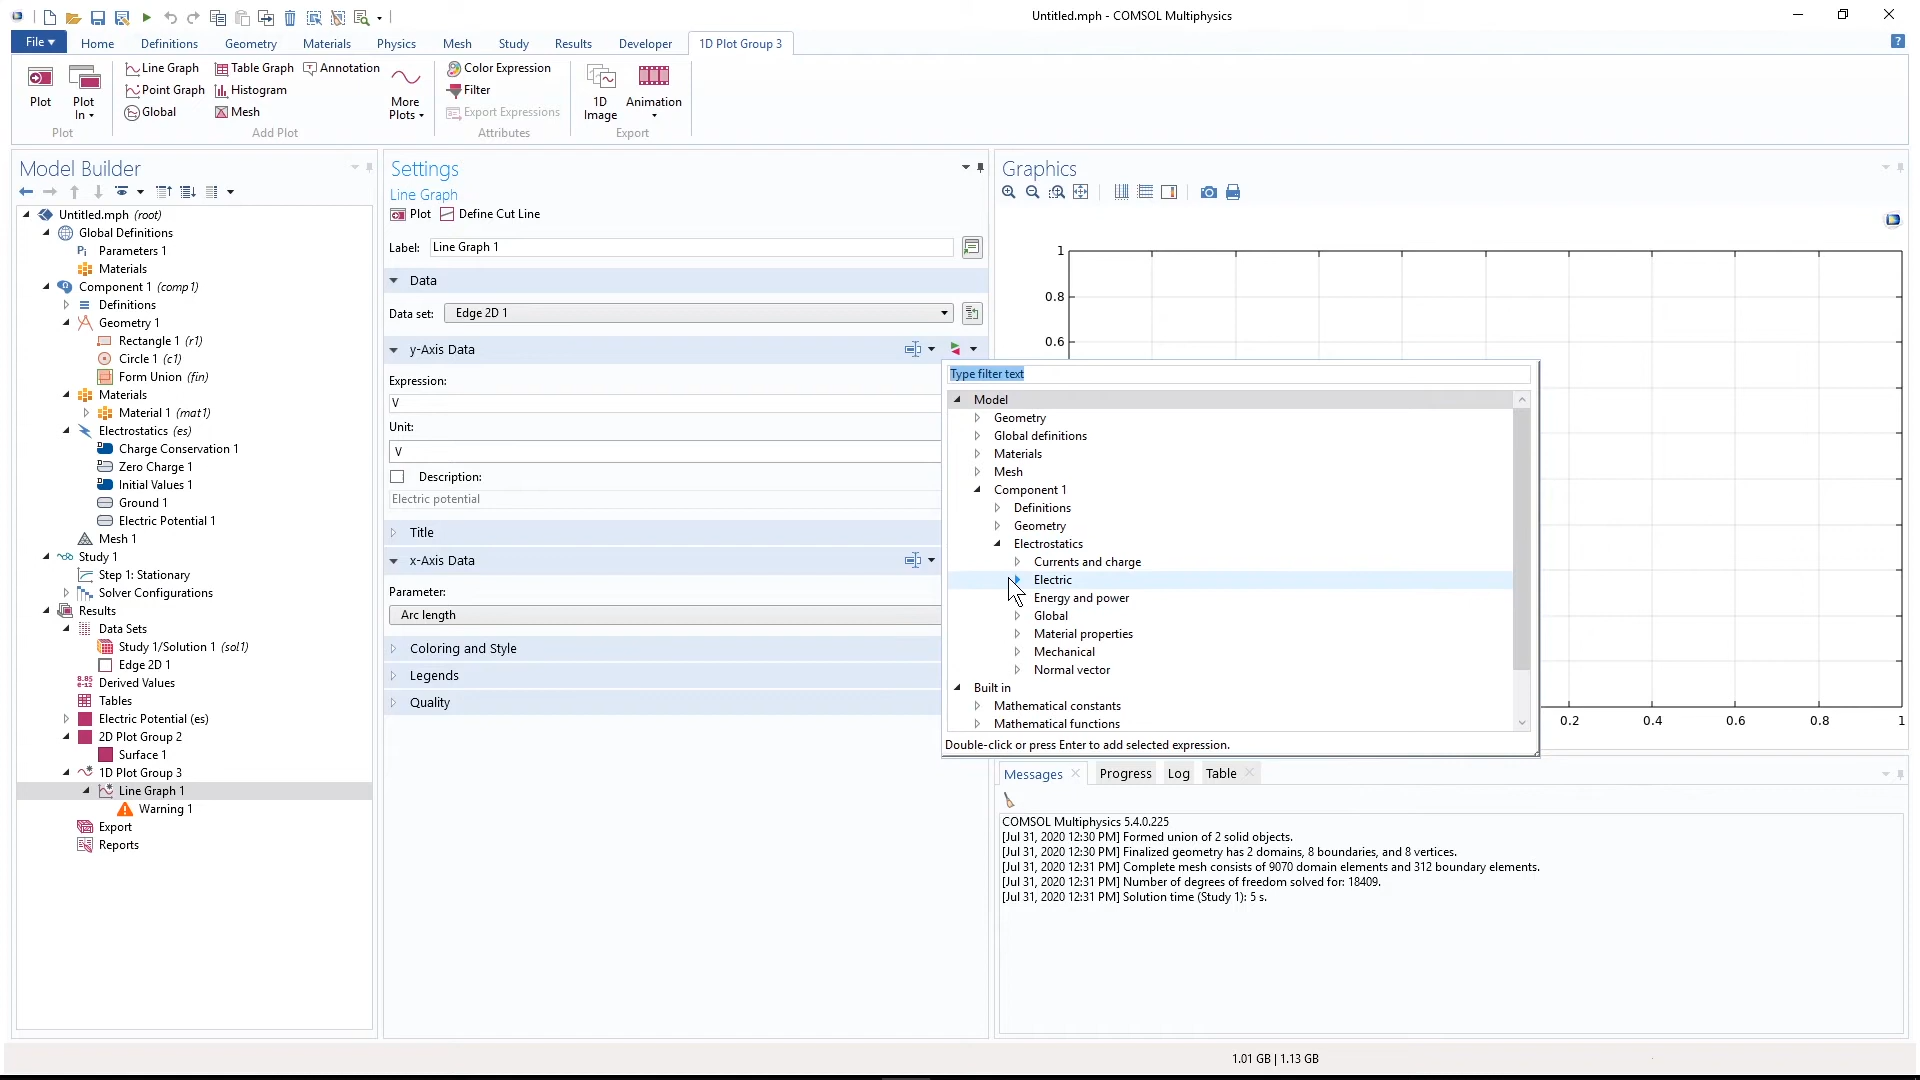 Untitled.mph - COMSOL Multiphysics
File
Home
Definitions
Geometry
Materials
Physics
Mesh
Study
Results
Developer
1D Plot Group 3
?
Plot
Plot In
Plot
Line Graph
Point Graph
Global
Table Graph
Histogram
Mesh
Annotation
More Plots
Add Plot
Color Expression
Filter
Export Expressions
Attributes
1D Image
Animation
Export
Model Builder
Untitled.mph (root)
Global Definitions
Pi Parameters 1
Materials
Component 1 (comp1)
Definitions
Geometry 1
Rectangle 1 (r1)
Circle 1 (c1)
Form Union (fin)
Materials
Material 1 (mat1)
Electrostatics (es)
Charge Conservation 1
Zero Charge 1
Initial Values 1
Ground 1
Electric Potential 1
Mesh 1
Study 1
Step 1: Stationary
Solver Configurations
Results
Data Sets
Study 1/Solution 1 (sol1)
Edge 2D 1
8.85 e-12 Derived Values
Tables
Electric Potential (es)
2D Plot Group 2
Surface 1
1D Plot Group 3
Line Graph 1
Warning 1
Export
Reports
Settings
Line Graph
Plot
Define Cut Line
Label: Line Graph 1
Data
Data set: Edge 2D 1
y-Axis Data
Expression:
V
Unit:
V
Description:
Electric potential
Title
x-Axis Data
Parameter:
Arc length
Coloring and Style
Legends
Quality
Type filter text
Model
Geometry
Global definitions
Materials
Mesh
Component 1
Definitions
Geometry
Electrostatics
Currents and charge
Electric
Energy and power
Global
Material properties
Mechanical
Normal vector
Built in
Mathematical constants
Mathematical functions
Double-click or press Enter to add selected expression.
Graphics
1
0.8
0.6
0.2
0.4
0.6
0.8
1
Messages
Progress
Log
Table
COMSOL Multiphysics 5.4.0.225
[Jul 31, 2020 12:30 PM] Formed union of 2 solid objects.
[Jul 31, 2020 12:30 PM] Finalized geometry has 2 domains, 8 boundaries, and 8 vertices.
[Jul 31, 2020 12:31 PM] Complete mesh consists of 9070 domain elements and 312 boundary elements.
[Jul 31, 2020 12:31 PM] Number of degrees of freedom solved for: 18409.
[Jul 31, 2020 12:31 PM] Solution time (Study 1): 5 s.
1.01 GB | 1.13 GB